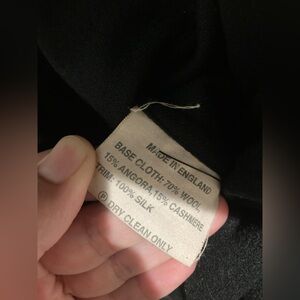 MADE IN ENGLAND
BASE CLOTH: 70% WOOL
15% ANGORA, 15% CASHMERE
TRIM: 100% SILK
Ⓟ DRY CLEAN ONLY